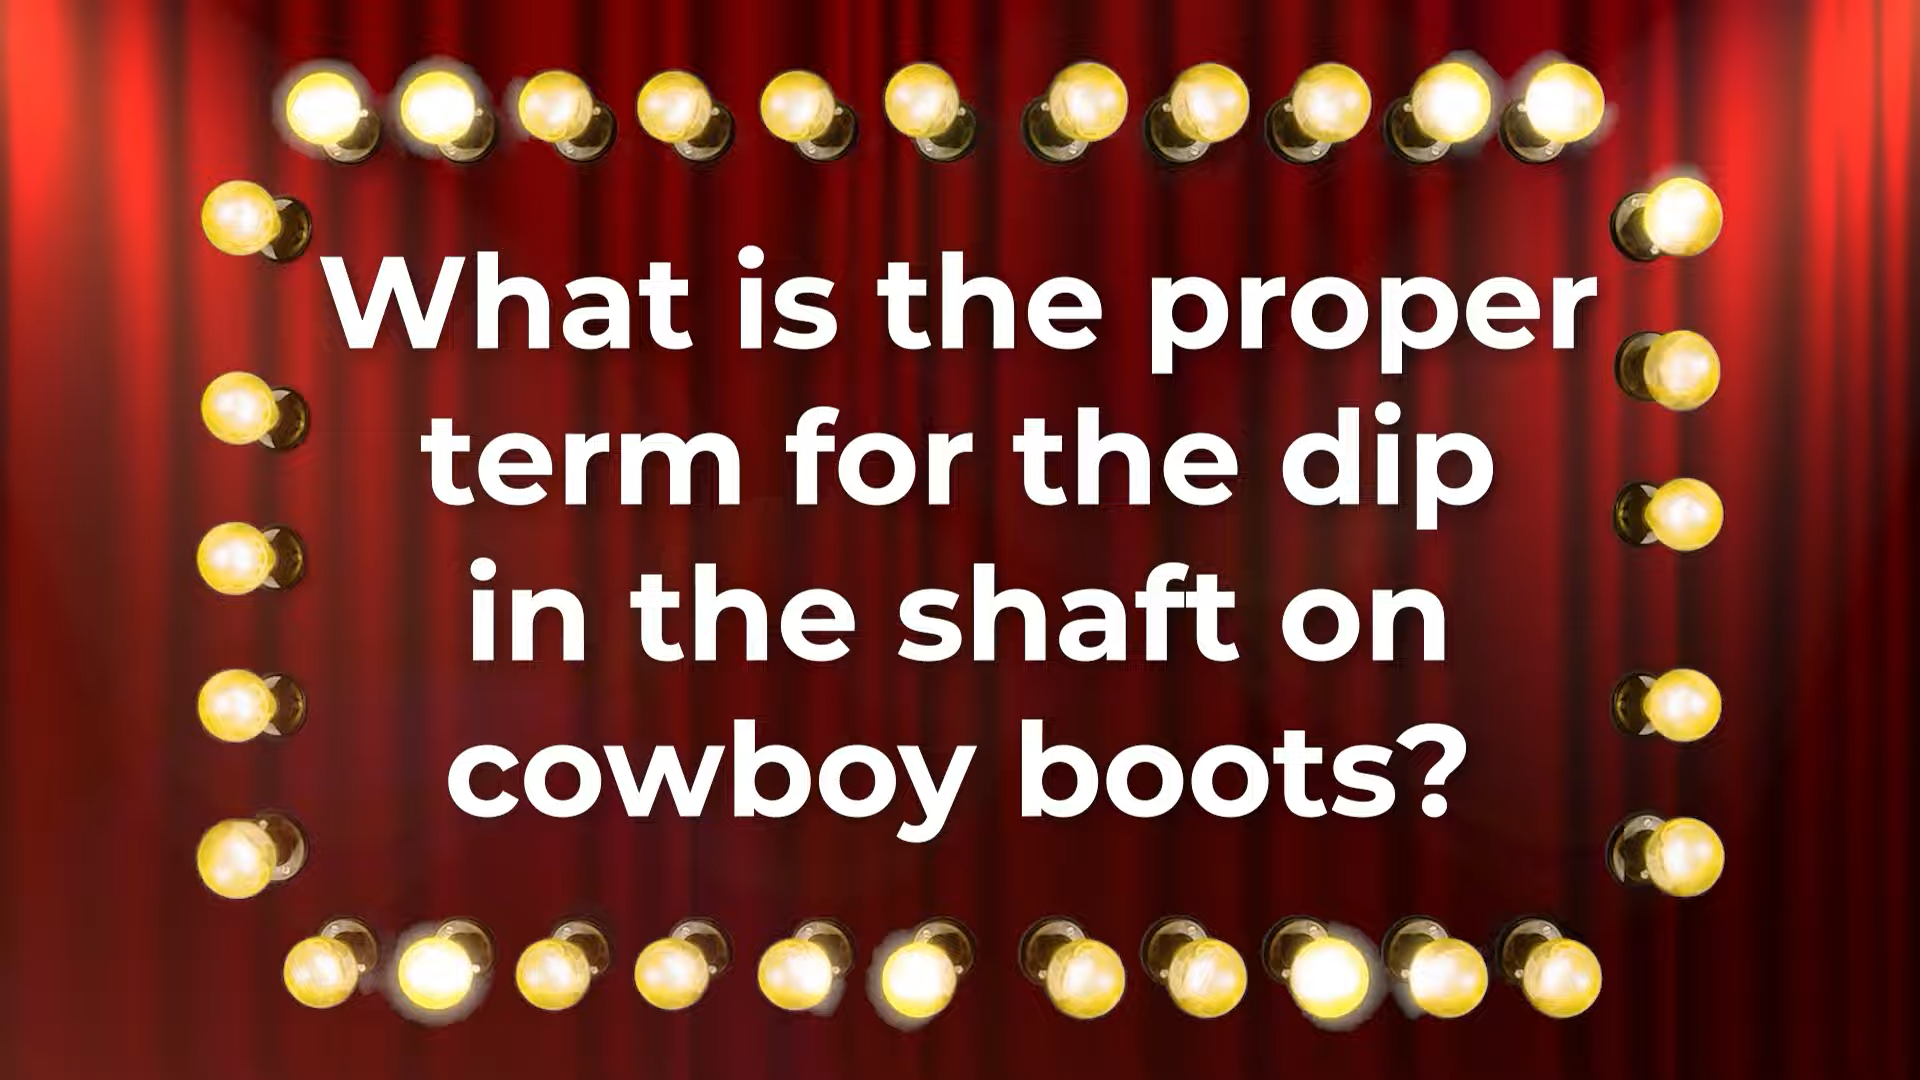 What is the proper
term for the dip
in the shaft on
cowboy boots?